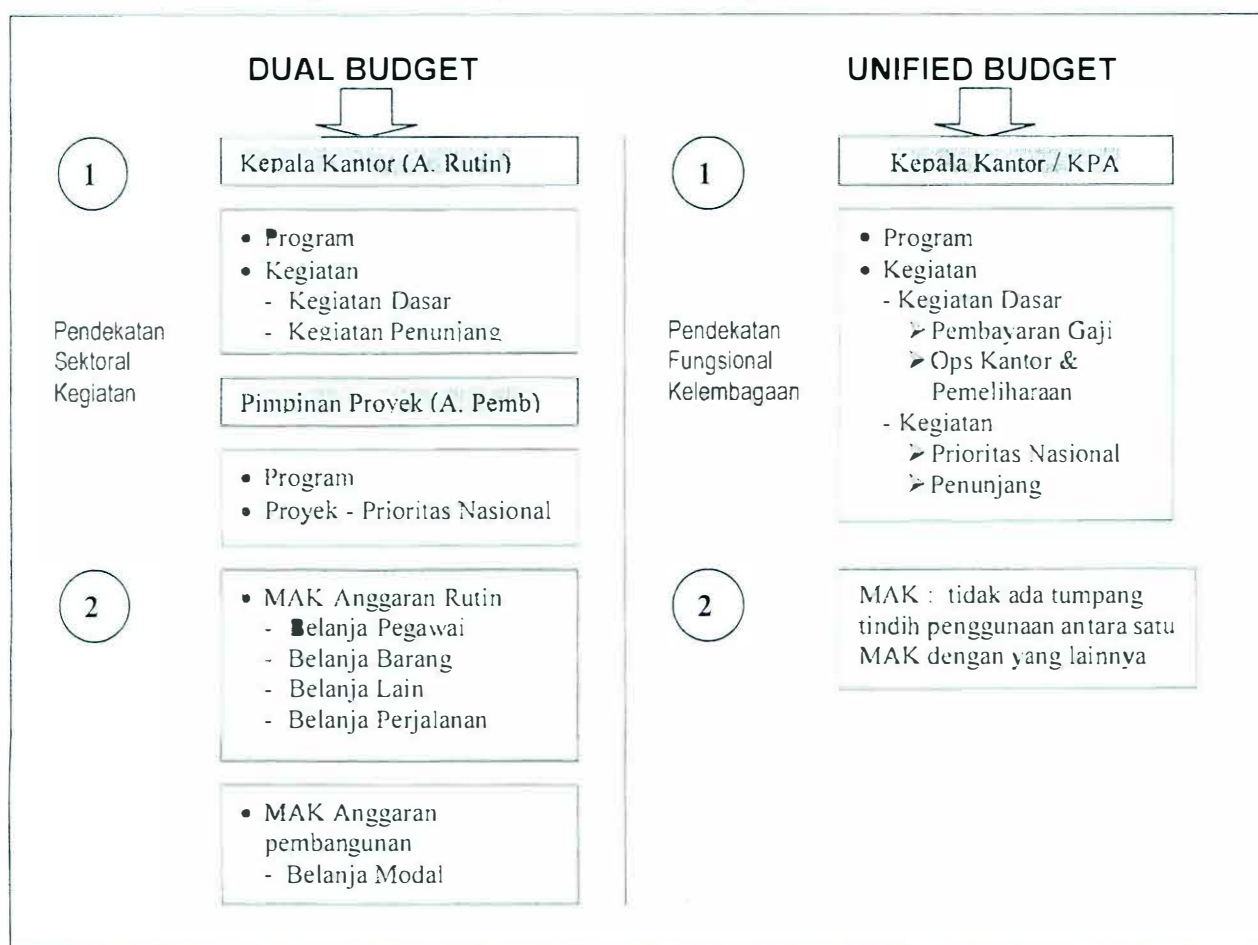 DUAL BUDGET
1
Kepala Kantor (A. Rutin)
Pendekatan
Sektoral
Kegiatan
• Program
• Kegiatan
- Kegiatan Dasar
- Kegiatan Penunjang
Pimpinan Proyek (A. Pemb)
• Program
• Proyek - Prioritas Nasional
2
• MAK Anggaran Rutin
- Belanja Pegawai
- Belanja Barang
- Belanja Lain
- Belanja Perjalanan
• MAK Anggaran
pembangunan
- Belanja Modal
UNIFIED BUDGET
1
Kepala Kantor / KPA
Pendekatan
Fungsional
Kelembagaan
• Program
• Kegiatan
- Kegiatan Dasar
➢ Pembayaran Gaji
➢ Ops Kantor &
Pemeliharaan
- Kegiatan
➢ Prioritas Nasional
➢ Penunjang
2
MAK : tidak ada tumpang
tindih penggunaan antara satu
MAK dengan yang lainnya